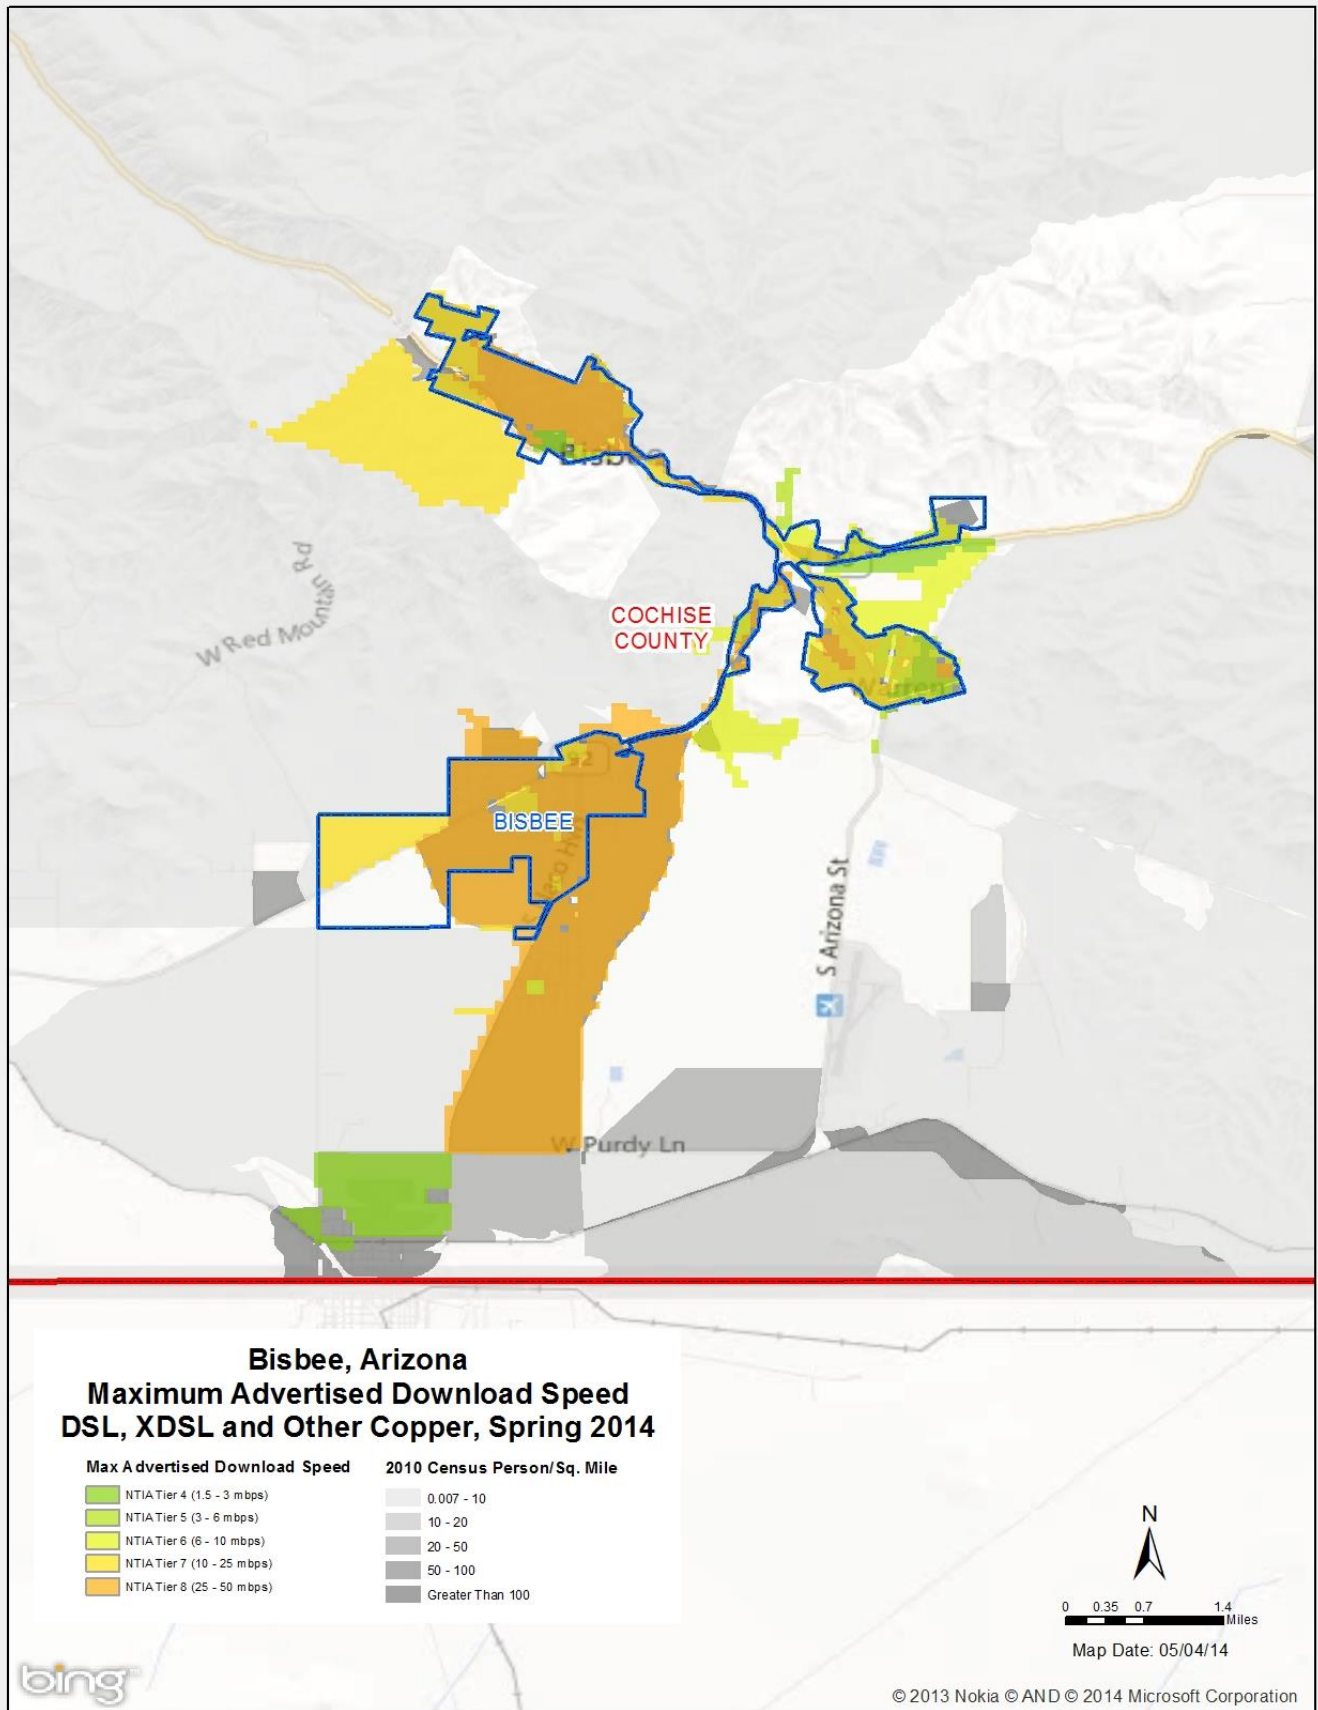 Bisbee
W Red Mountain Rd
COCHISE
COUNTY
Warren
92
BISBEE
S Naco Hwy
S Arizona St
W Purdy Ln
Bisbee, Arizona
Maximum Advertised Download Speed
DSL, XDSL and Other Copper, Spring 2014
Max Advertised Download Speed
NTIA Tier 4 (1.5 - 3 mbps)
NTIA Tier 5 (3 - 6 mbps)
NTIA Tier 6 (6 - 10 mbps)
NTIA Tier 7 (10 - 25 mbps)
NTIA Tier 8 (25 - 50 mbps)
2010 Census Person/Sq. Mile
0.007 - 10
10 - 20
20 - 50
50 - 100
Greater Than 100
N
0 0.35 0.7 1.4
Miles
Map Date: 05/04/14
bing
© 2013 Nokia © AND © 2014 Microsoft Corporation